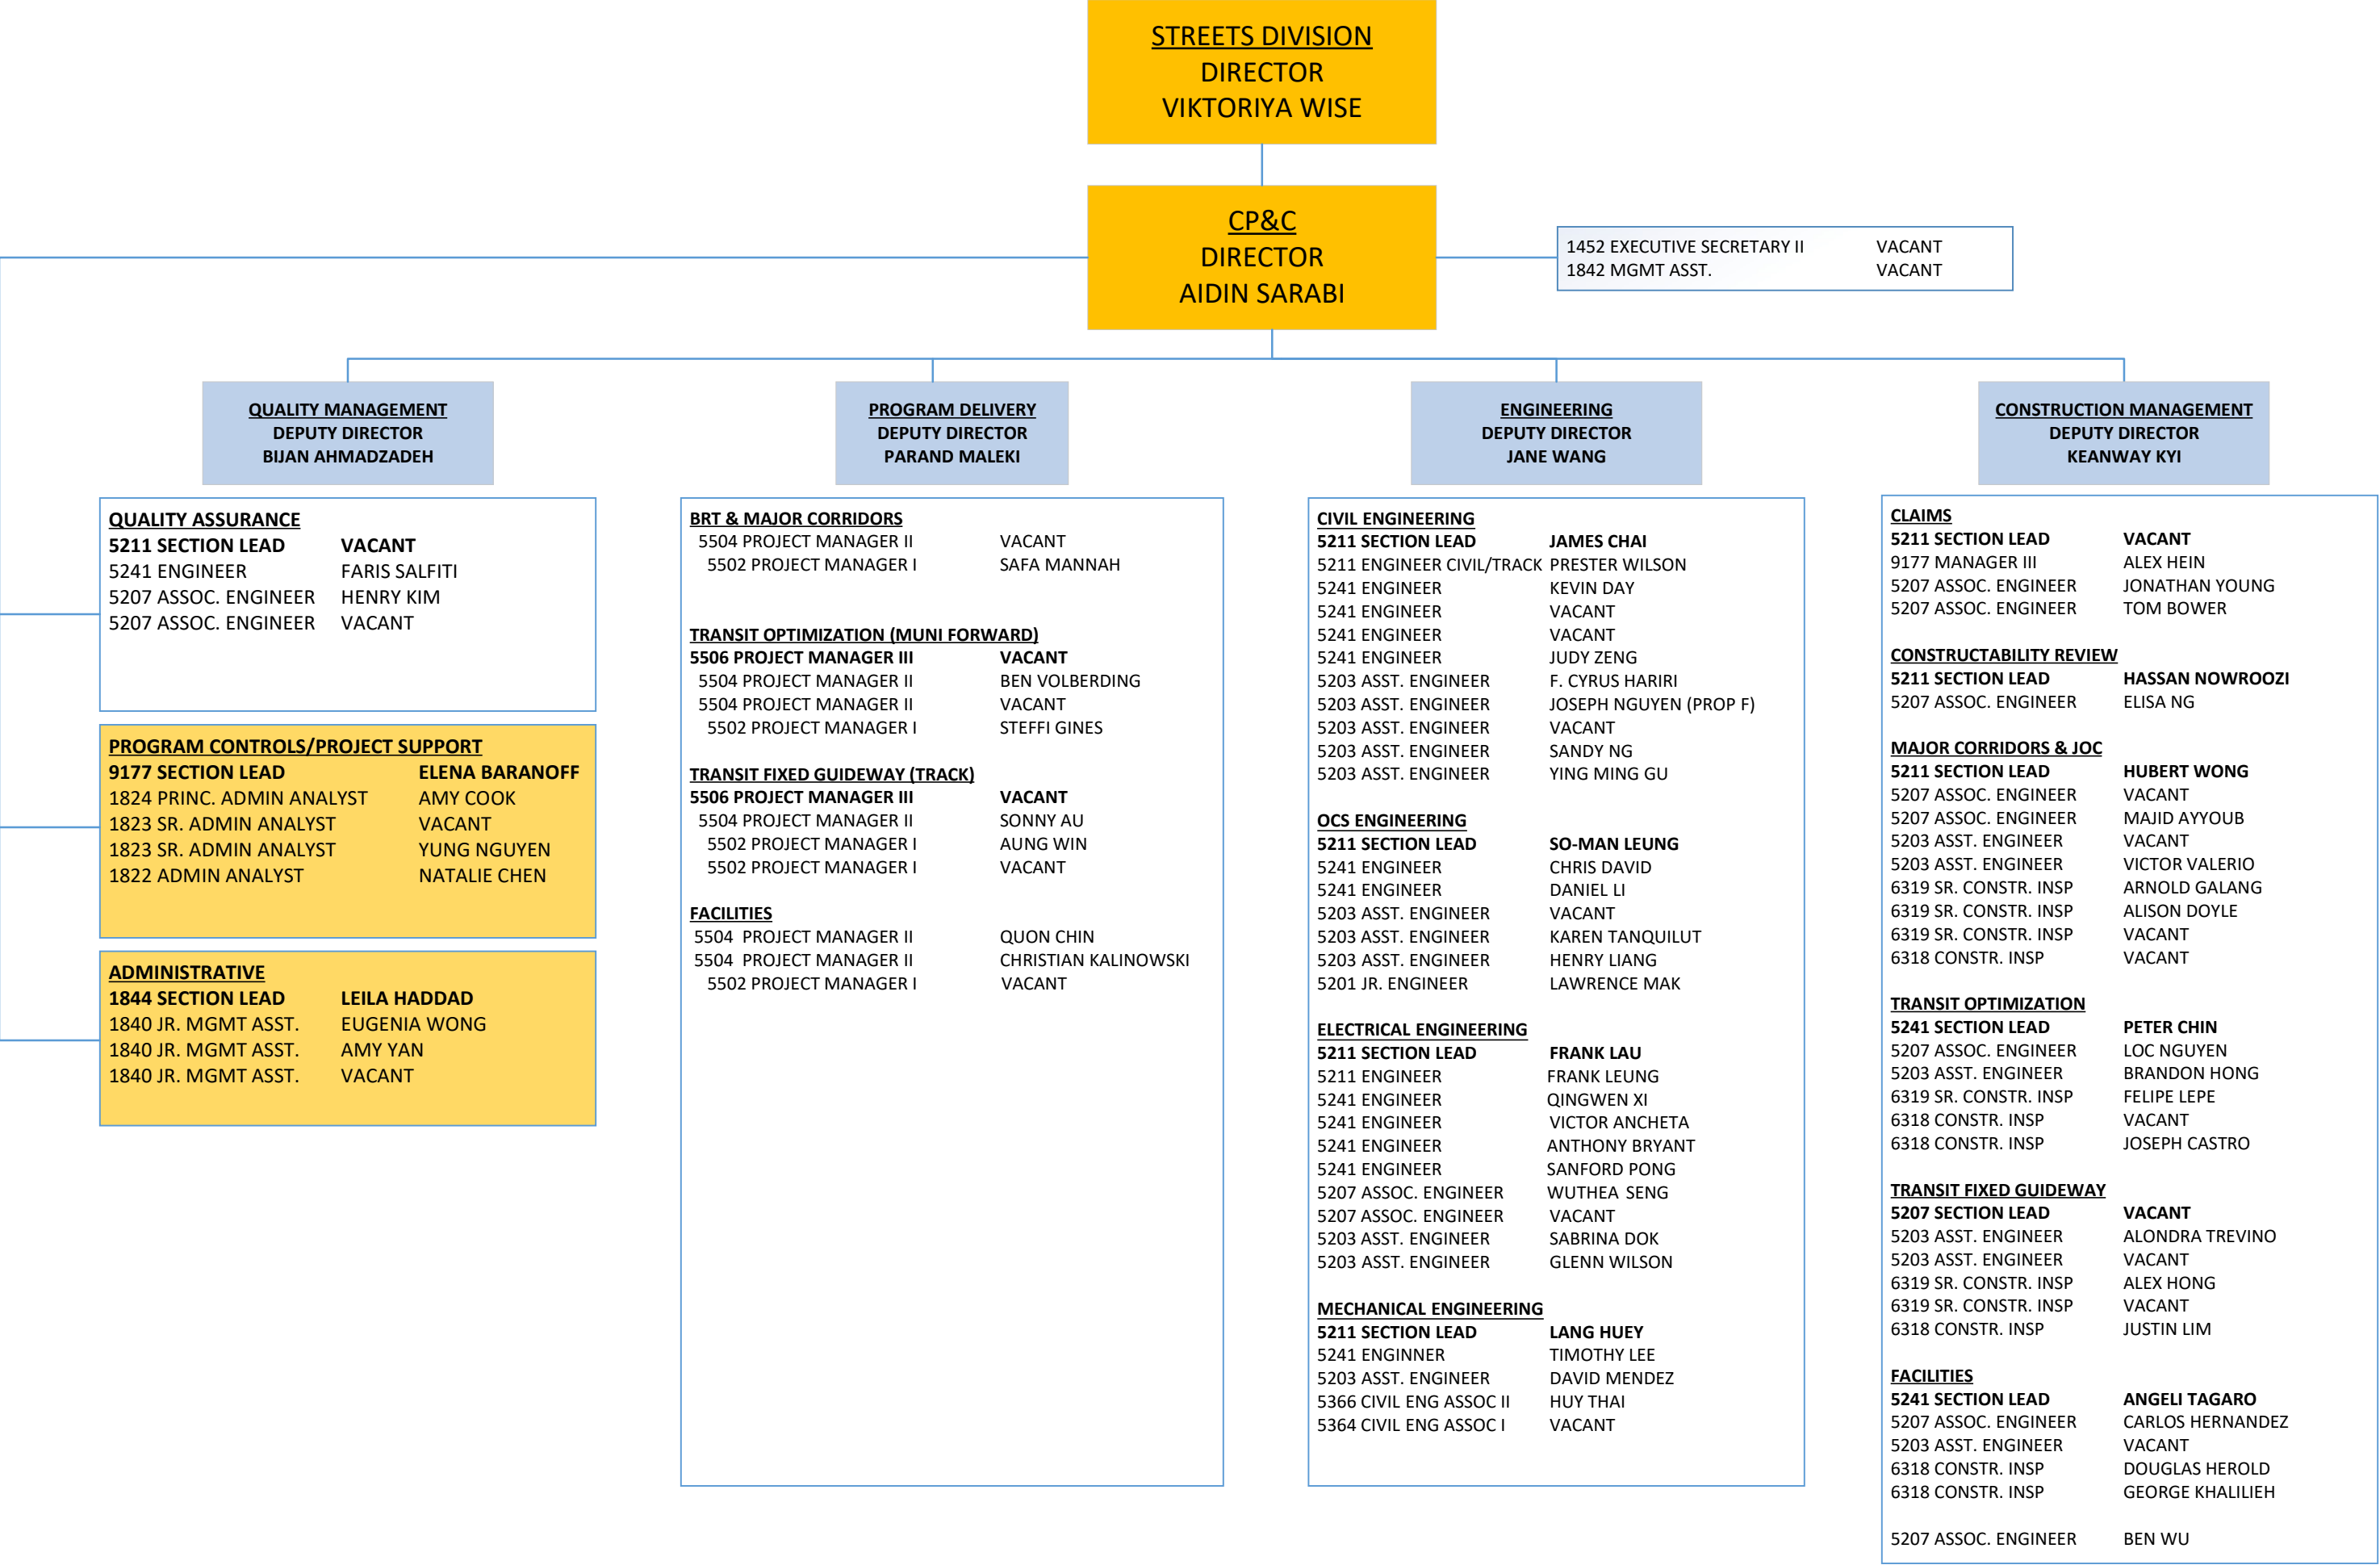 STREETS DIVISION
DIRECTOR
VIKTORIYA WISE
CP&C
DIRECTOR
AIDIN SARABI
1452 EXECUTIVE SECRETARY II VACANT
1842 MGMT ASST. VACANT
QUALITY MANAGEMENT
DEPUTY DIRECTOR
BIJAN AHMADZADEH
PROGRAM DELIVERY
DEPUTY DIRECTOR
PARAND MALEKI
ENGINEERING
DEPUTY DIRECTOR
JANE WANG
CONSTRUCTION MANAGEMENT
DEPUTY DIRECTOR
KEANWAY KYI
QUALITY ASSURANCE
5211 SECTION LEAD VACANT
5241 ENGINEER FARIS SALFITI
5207 ASSOC. ENGINEER HENRY KIM
5207 ASSOC. ENGINEER VACANT
PROGRAM CONTROLS/PROJECT SUPPORT
9177 SECTION LEAD ELENA BARANOFF
1824 PRINC. ADMIN ANALYST AMY COOK
1823 SR. ADMIN ANALYST VACANT
1823 SR. ADMIN ANALYST YUNG NGUYEN
1822 ADMIN ANALYST NATALIE CHEN
ADMINISTRATIVE
1844 SECTION LEAD LEILA HADDAD
1840 JR. MGMT ASST. EUGENIA WONG
1840 JR. MGMT ASST. AMY YAN
1840 JR. MGMT ASST. VACANT
BRT & MAJOR CORRIDORS
5504 PROJECT MANAGER II VACANT
5502 PROJECT MANAGER I SAFA MANNAH
TRANSIT OPTIMIZATION (MUNI FORWARD)
5506 PROJECT MANAGER III VACANT
5504 PROJECT MANAGER II BEN VOLBERDING
5504 PROJECT MANAGER II VACANT
5502 PROJECT MANAGER I STEFFI GINES
TRANSIT FIXED GUIDEWAY (TRACK)
5506 PROJECT MANAGER III VACANT
5504 PROJECT MANAGER II SONNY AU
5502 PROJECT MANAGER I AUNG WIN
5502 PROJECT MANAGER I VACANT
FACILITIES
5504 PROJECT MANAGER II QUON CHIN
5504 PROJECT MANAGER II CHRISTIAN KALINOWSKI
5502 PROJECT MANAGER I VACANT
CIVIL ENGINEERING
5211 SECTION LEAD JAMES CHAI
5211 ENGINEER CIVIL/TRACK PRESTER WILSON
5241 ENGINEER KEVIN DAY
5241 ENGINEER VACANT
5241 ENGINEER VACANT
5241 ENGINEER JUDY ZENG
5203 ASST. ENGINEER F. CYRUS HARIRI
5203 ASST. ENGINEER JOSEPH NGUYEN (PROP F)
5203 ASST. ENGINEER VACANT
5203 ASST. ENGINEER SANDY NG
5203 ASST. ENGINEER YING MING GU
OCS ENGINEERING
5211 SECTION LEAD SO-MAN LEUNG
5241 ENGINEER CHRIS DAVID
5241 ENGINEER DANIEL LI
5203 ASST. ENGINEER VACANT
5203 ASST. ENGINEER KAREN TANQUILUT
5203 ASST. ENGINEER HENRY LIANG
5201 JR. ENGINEER LAWRENCE MAK
ELECTRICAL ENGINEERING
5211 SECTION LEAD FRANK LAU
5211 ENGINEER FRANK LEUNG
5241 ENGINEER QINGWEN XI
5241 ENGINEER VICTOR ANCHETA
5241 ENGINEER ANTHONY BRYANT
5241 ENGINEER SANFORD PONG
5207 ASSOC. ENGINEER WUTHEA SENG
5207 ASSOC. ENGINEER VACANT
5203 ASST. ENGINEER SABRINA DOK
5203 ASST. ENGINEER GLENN WILSON
MECHANICAL ENGINEERING
5211 SECTION LEAD LANG HUEY
5241 ENGINNER TIMOTHY LEE
5203 ASST. ENGINEER DAVID MENDEZ
5366 CIVIL ENG ASSOC II HUY THAI
5364 CIVIL ENG ASSOC I VACANT
CLAIMS
5211 SECTION LEAD VACANT
9177 MANAGER III ALEX HEIN
5207 ASSOC. ENGINEER JONATHAN YOUNG
5207 ASSOC. ENGINEER TOM BOWER
CONSTRUCTABILITY REVIEW
5211 SECTION LEAD HASSAN NOWROOZI
5207 ASSOC. ENGINEER ELISA NG
MAJOR CORRIDORS & JOC
5211 SECTION LEAD HUBERT WONG
5207 ASSOC. ENGINEER VACANT
5207 ASSOC. ENGINEER MAJID AYYOUB
5203 ASST. ENGINEER VACANT
5203 ASST. ENGINEER VICTOR VALERIO
6319 SR. CONSTR. INSP ARNOLD GALANG
6319 SR. CONSTR. INSP ALISON DOYLE
6319 SR. CONSTR. INSP VACANT
6318 CONSTR. INSP VACANT
TRANSIT OPTIMIZATION
5241 SECTION LEAD PETER CHIN
5207 ASSOC. ENGINEER LOC NGUYEN
5203 ASST. ENGINEER BRANDON HONG
6319 SR. CONSTR. INSP FELIPE LEPE
6318 CONSTR. INSP VACANT
6318 CONSTR. INSP JOSEPH CASTRO
TRANSIT FIXED GUIDEWAY
5207 SECTION LEAD VACANT
5203 ASST. ENGINEER ALONDRA TREVINO
5203 ASST. ENGINEER VACANT
6319 SR. CONSTR. INSP ALEX HONG
6319 SR. CONSTR. INSP VACANT
6318 CONSTR. INSP JUSTIN LIM
FACILITIES
5241 SECTION LEAD ANGELI TAGARO
5207 ASSOC. ENGINEER CARLOS HERNANDEZ
5203 ASST. ENGINEER VACANT
6318 CONSTR. INSP DOUGLAS HEROLD
6318 CONSTR. INSP GEORGE KHALILIEH
5207 ASSOC. ENGINEER BEN WU